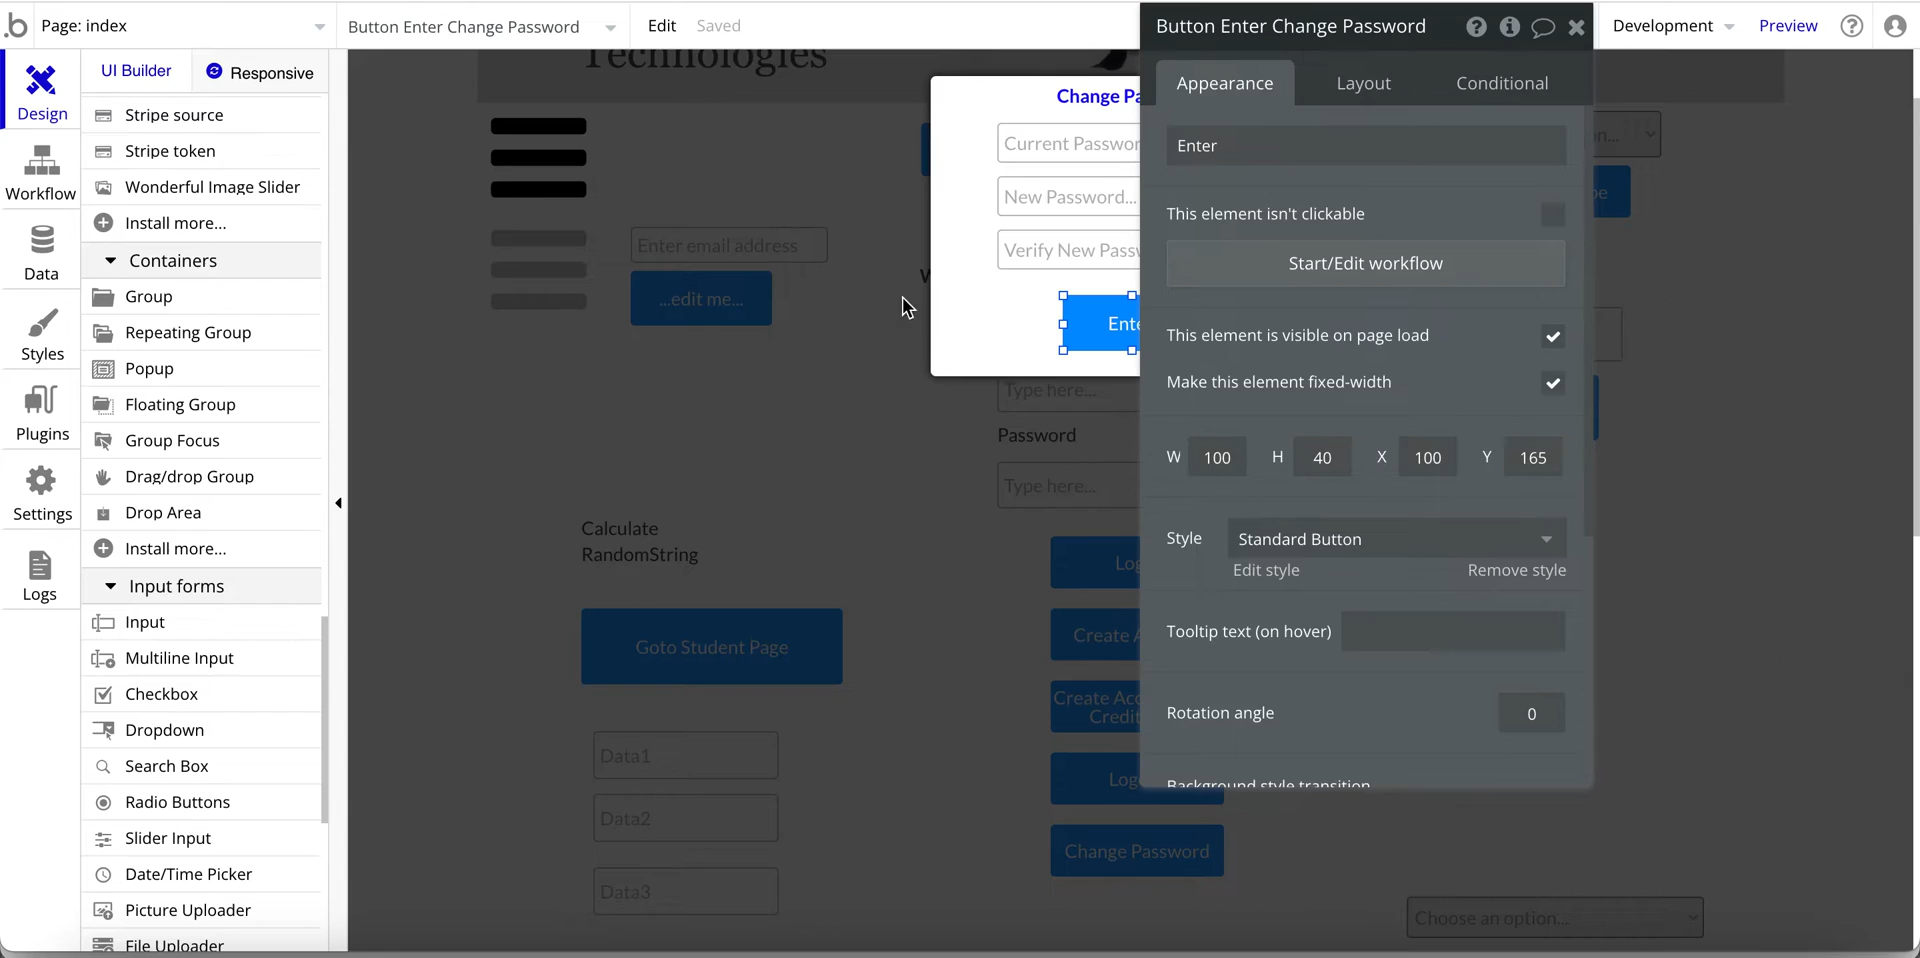 .b Page: index
Button Enter Change Password
Edit
Saved
Button Enter Change Password
Development
Preview
Design
Workflow
Data
Styles
Plugins
Settings
Logs
UI Builder
Responsive
Stripe source
Stripe token
Wonderful Image Slider
Install more...
Containers
Group
Repeating Group
Popup
Floating Group
Group Focus
Drag/drop Group
Drop Area
Install more...
Input forms
Input
Multiline Input
Checkbox
Dropdown
Search Box
Radio Buttons
Slider Input
Date/Time Picker
Picture Uploader
File Uploader
Technologies
Enter email address
...edit me...
Calculate
RandomString
Goto Student Page
Data1
Data2
Data3
Change Pa
Current Passwor
New Password...
Verify New Passw
Ente
Type here...
Password
Type here...
Log
Create A
Create Acc
Credit
Log
Change Password
Choose an option...
Appearance
Layout
Conditional
Enter
This element isn't clickable
Start/Edit workflow
This element is visible on page load
Make this element fixed-width
W 100 H 40 X 100 Y 165
Style Standard Button
Edit style Remove style
Tooltip text (on hover)
Rotation angle 0
Background style transition